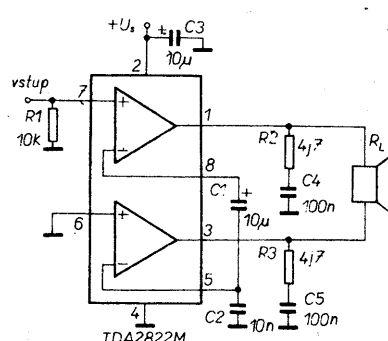 +Us
C3
10µ
2
vstup
7
1
R1
10k
R2
4j7
RL
8
C1
C4
100n
10µ
6
3
R3
4j7
5
C2
10n
C5
100n
4
TDA2822M